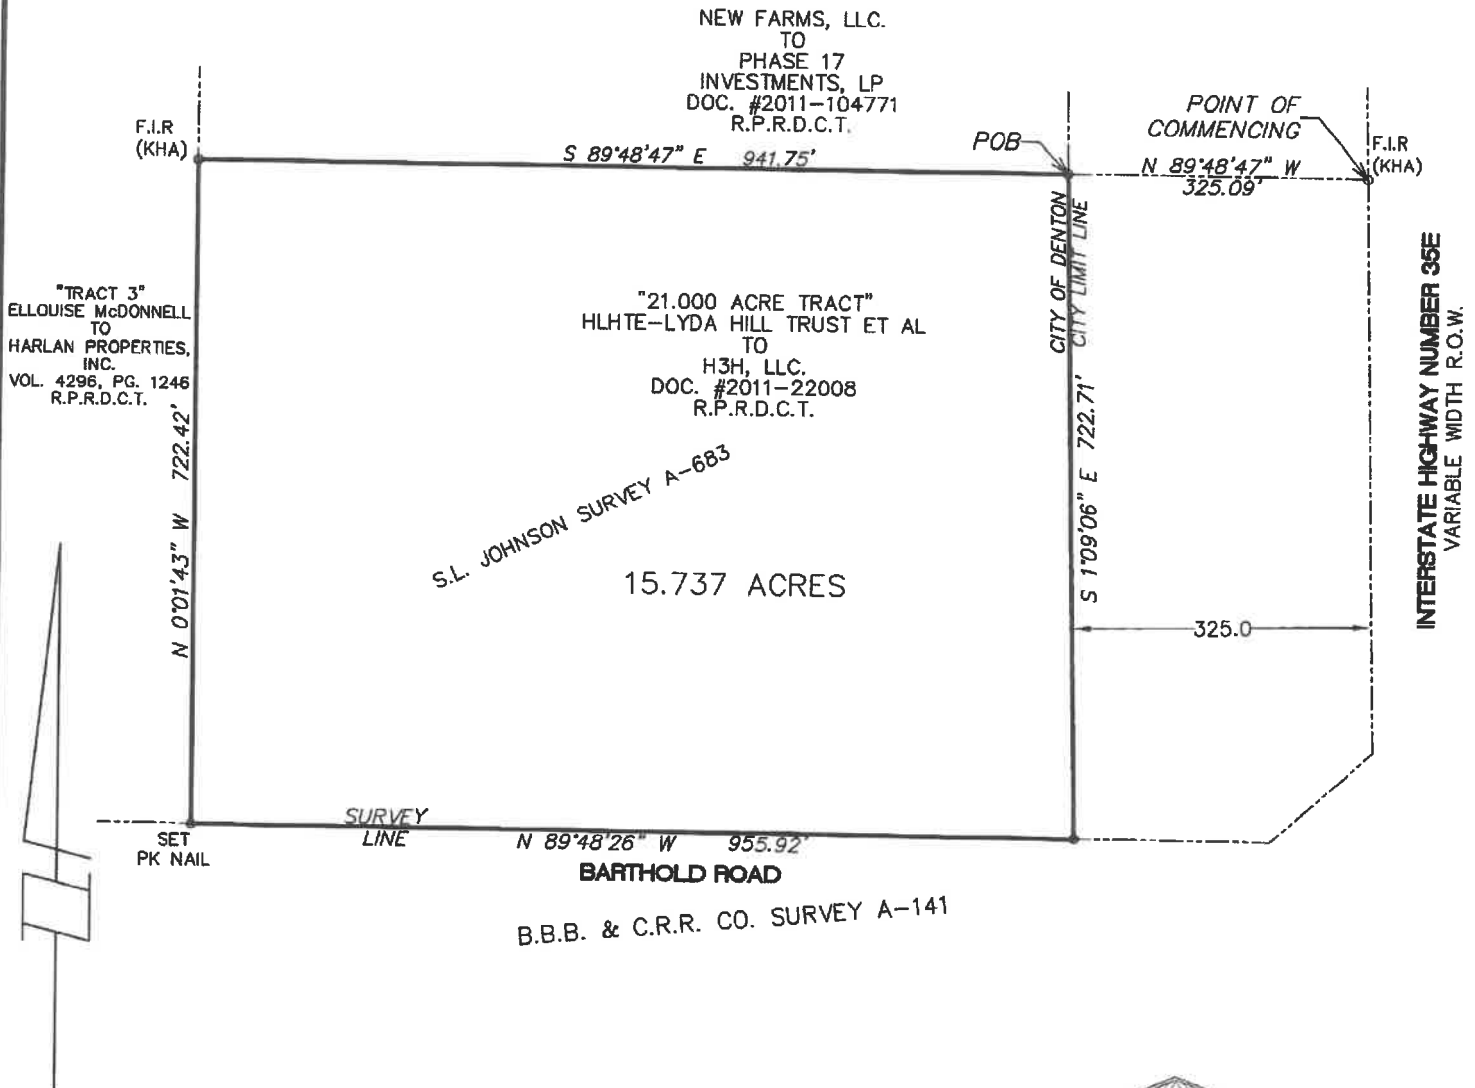 NEW FARMS, LLC.
TO
PHASE 17
INVESTMENTS, LP
DOC. #2011-104771
R.P.R.D.C.T.
F.I.R
(KHA)
S 89°48'47" E 941.75'
POB
POINT OF
COMMENCING
F.I.R
(KHA)
N 89°48'47" W
325.09'
CITY OF DENTON
CITY LIMIT LINE
"TRACT 3"
ELLOUISE McDONNELL
TO
HARLAN PROPERTIES,
INC.
VOL. 4296, PG. 1246
R.P.R.D.C.T.
"21.000 ACRE TRACT"
HLHTE-LYDA HILL TRUST ET AL
TO
H3H, LLC.
DOC. #2011-22008
R.P.R.D.C.T.
INTERSTATE HIGHWAY NUMBER 35E
VARIABLE WIDTH R.O.W.
N 0°01'43" W 722.42'
S.L. JOHNSON SURVEY A-683
15.737 ACRES
S 1°09'06" E 722.71'
325.0
SURVEY
LINE
SET
PK NAIL
N 89°48'26" W 955.92'
BARTHOLD ROAD
B.B.B. & C.R.R. CO. SURVEY A-141